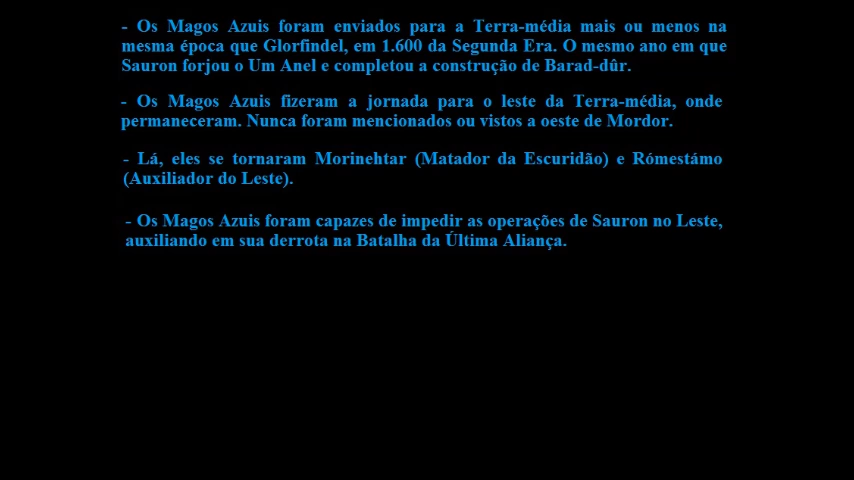 - Os Magos Azuis foram enviados para a Terra-média mais ou menos na
mesma época que Glorfindel, em 1.600 da Segunda Era. O mesmo ano em que
Sauron forjou o Um Anel e completou a construção de Barad-dûr.
- Os Magos Azuis fizeram a jornada para o leste da Terra-média, onde
permaneceram. Nunca foram mencionados ou vistos a oeste de Mordor.
- Lá, eles se tornaram Morinehtar (Matador da Escuridão) e Rómestámo
(Auxiliador do Leste).
- Os Magos Azuis foram capazes de impedir as operações de Sauron no Leste,
auxiliando em sua derrota na Batalha da Última Aliança.